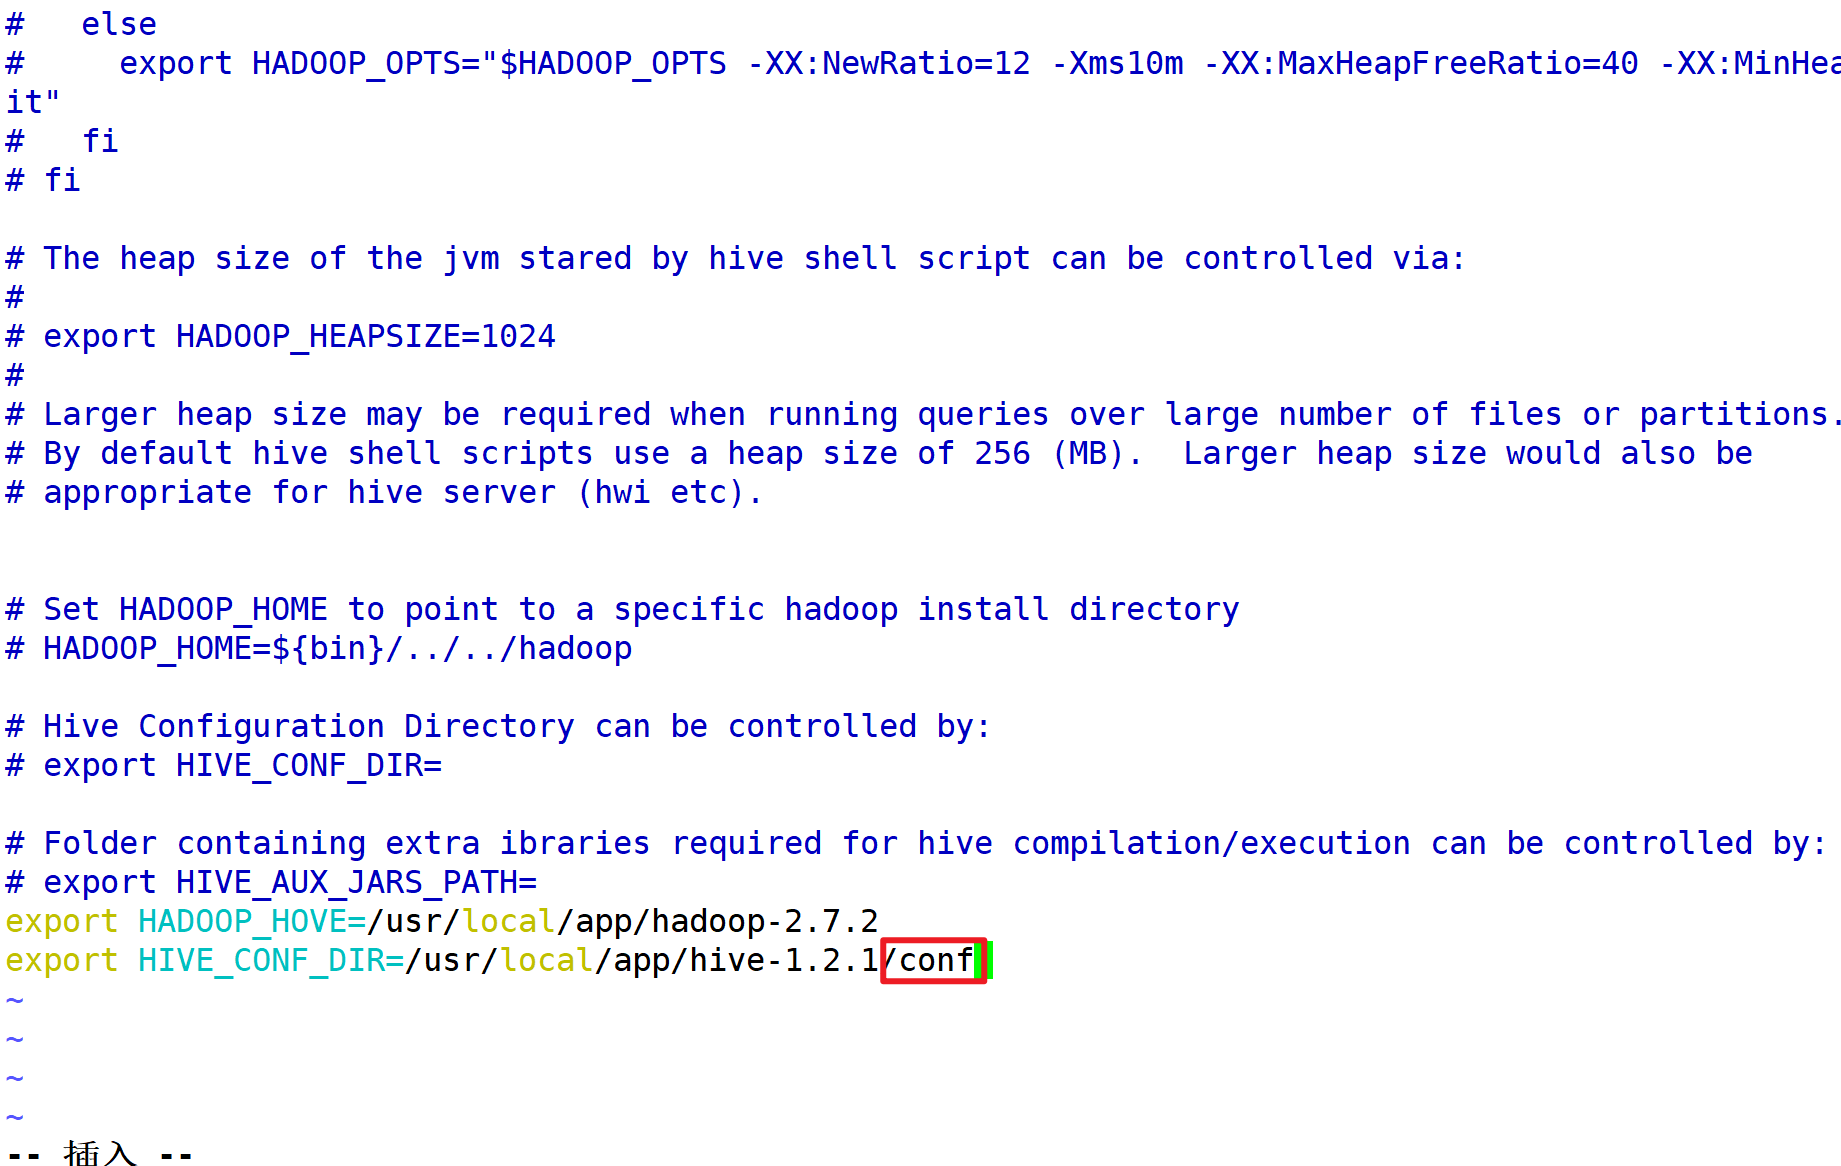 #   else
#     export HADOOP_OPTS="$HADOOP_OPTS -XX:NewRatio=12 -Xms10m -XX:MaxHeapFreeRatio=40 -XX:MinHea
it"
#   fi
# fi
# The heap size of the jvm stared by hive shell script can be controlled via:
#
# export HADOOP_HEAPSIZE=1024
#
# Larger heap size may be required when running queries over large number of files or partitions.
# By default hive shell scripts use a heap size of 256 (MB).  Larger heap size would also be
# appropriate for hive server (hwi etc).
# Set HADOOP_HOME to point to a specific hadoop install directory
# HADOOP_HOME=${bin}/../../hadoop
# Hive Configuration Directory can be controlled by:
# export HIVE_CONF_DIR=
# Folder containing extra ibraries required for hive compilation/execution can be controlled by:
# export HIVE_AUX_JARS_PATH=
export HADOOP_HOVE=/usr/local/app/hadoop-2.7.2
export HIVE_CONF_DIR=/usr/local/app/hive-1.2.1/conf
~
~
~
~
-- 插入 --